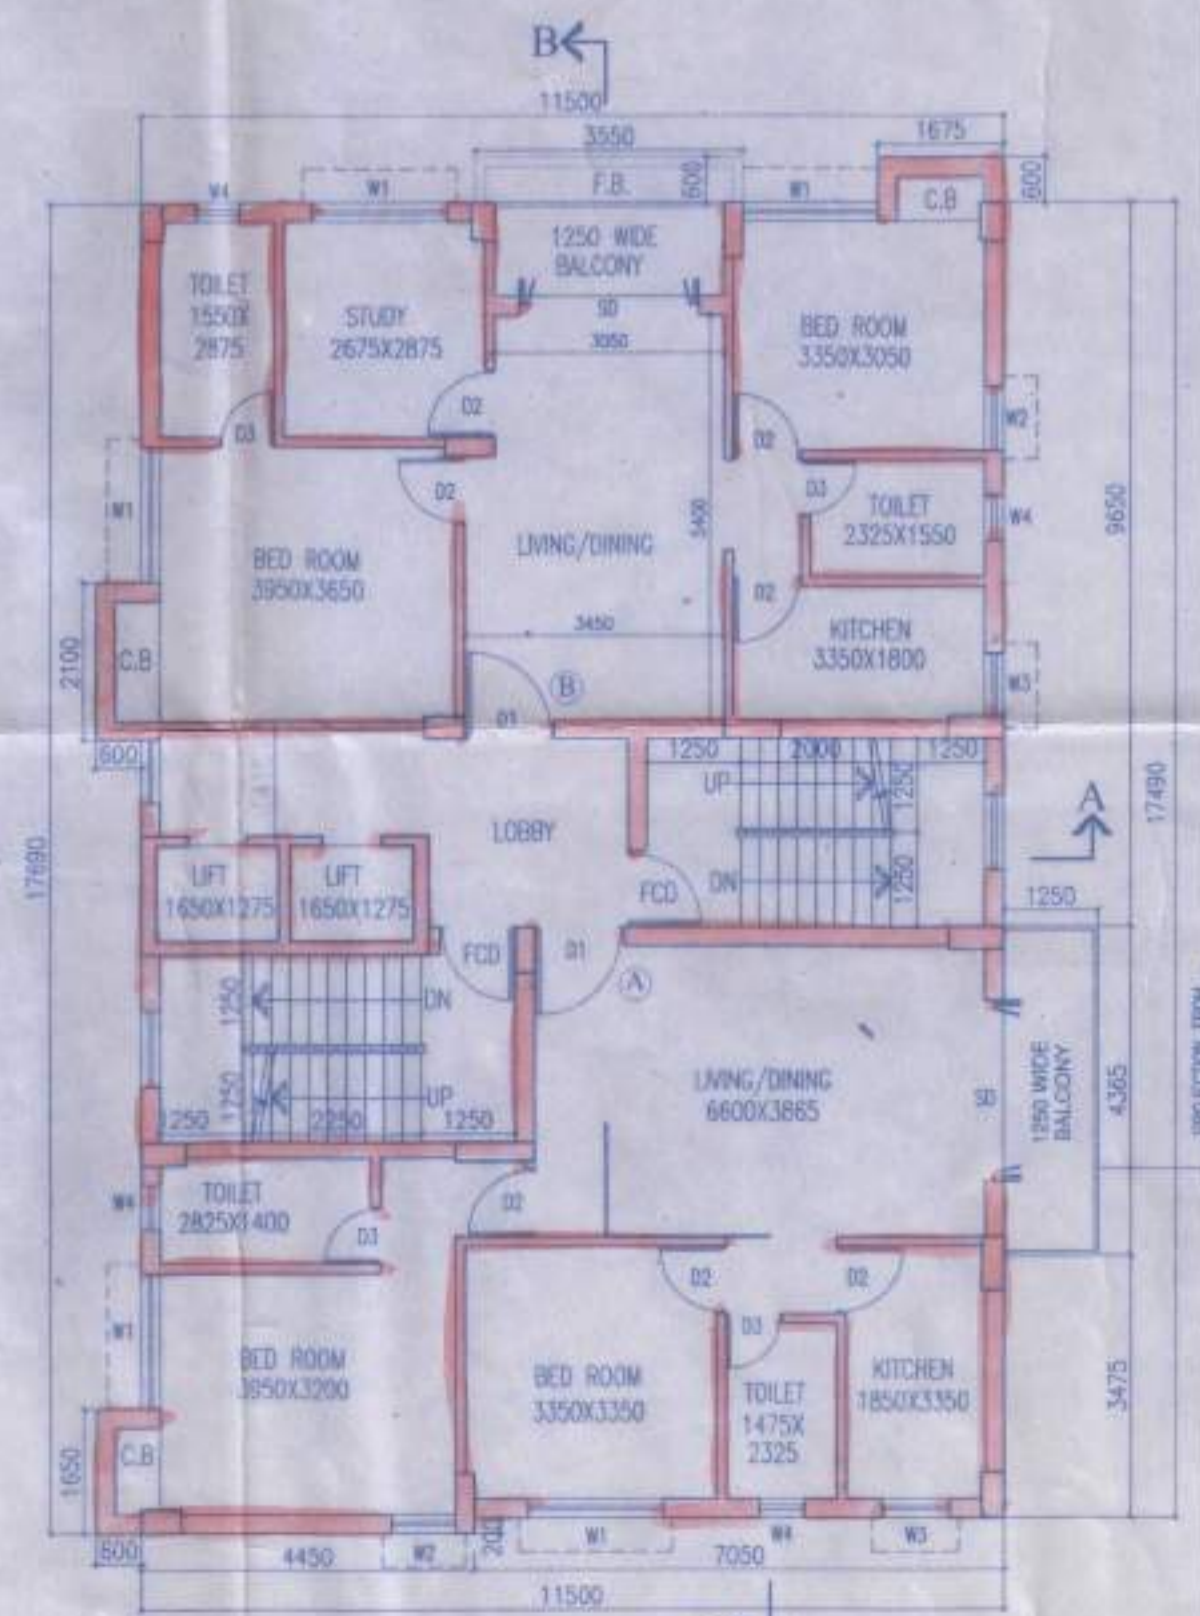 B
11500
3550
1675
600
600
W4
W1
F.B.
W1
C.B
1250 WIDE
BALCONY
TOILET
1550X
2875
STUDY
2675X2875
SD
3050
BED ROOM
3350X3050
D2
W2
D3
D2
D2
D3
TOILET
2325X1550
W4
W1
5400
9650
LIVING/DINING
BED ROOM
3950X3650
D2
KITCHEN
3350X1800
3450
2100
C.B
B
W3
D1
600
1250
2000
1250
UP
1250
A
17490
LOBBY
LIFT
1650X1275
LIFT
1650X1275
FCD
DN
1250
1250
17690
FCD
D1
A
1250
DN
LIVING/DINING
6600X3865
SD
1250 WIDE
BALCONY
4365
1250
UP
1250
2250
1250
TOILET
2825X1400
W4
D2
D3
D2
D2
W1
D3
BED ROOM
3950X3200
BED ROOM
3350X3350
TOILET
1475X
2325
KITCHEN
1850X3350
3475
C.B
1650
600
4450
W2
200
W1
W4
W3
7050
11500